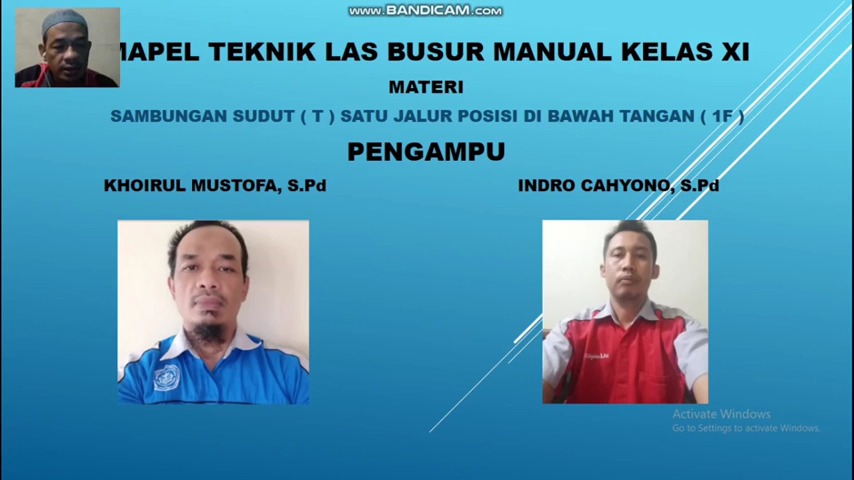 www.BANDICAM.com
MAPEL TEKNIK LAS BUSUR MANUAL KELAS XI
MATERI
SAMBUNGAN SUDUT ( T ) SATU JALUR POSISI DI BAWAH TANGAN ( 1F )
PENGAMPU
KHOIRUL MUSTOFA, S.Pd
INDRO CAHYONO, S.Pd
Activate Windows
Go to Settings to activate Windows.